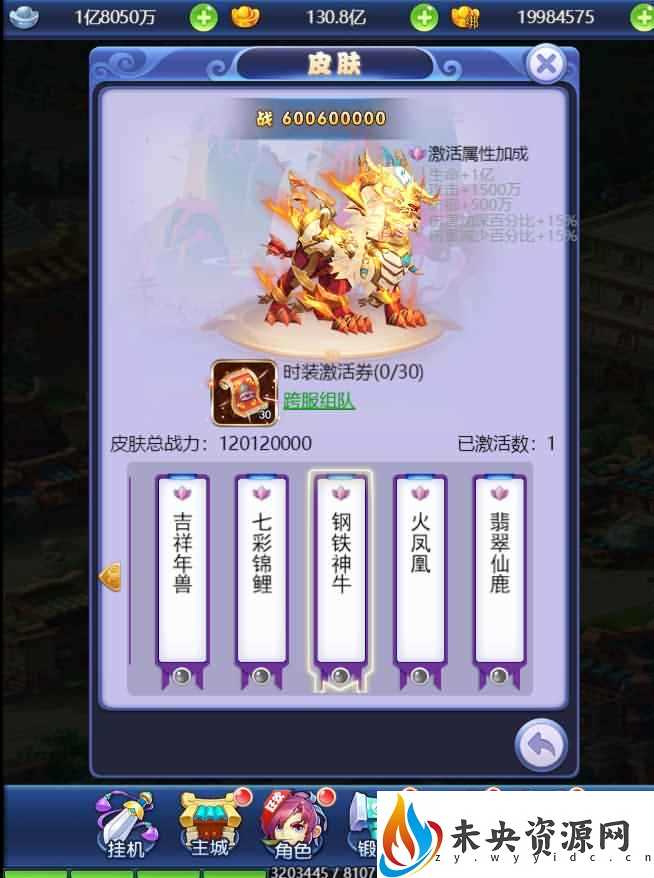 1亿8050万 130.8亿 绑 19984575
皮肤
战 600600000
激活属性加成
生命+1亿
攻击+1500万
+500万
百分比+15%
减少百分比+15%
时装激活券(0/30)
30
跨服组队
皮肤总战力：120120000 已激活数：1
吉祥年兽
七彩锦鲤
钢铁神牛
火凤凰
翡翠仙鹿
狂欢
挂机 主城 角色 锻
3203445 / 8107
未央资源网
zy.wyyidc.cn